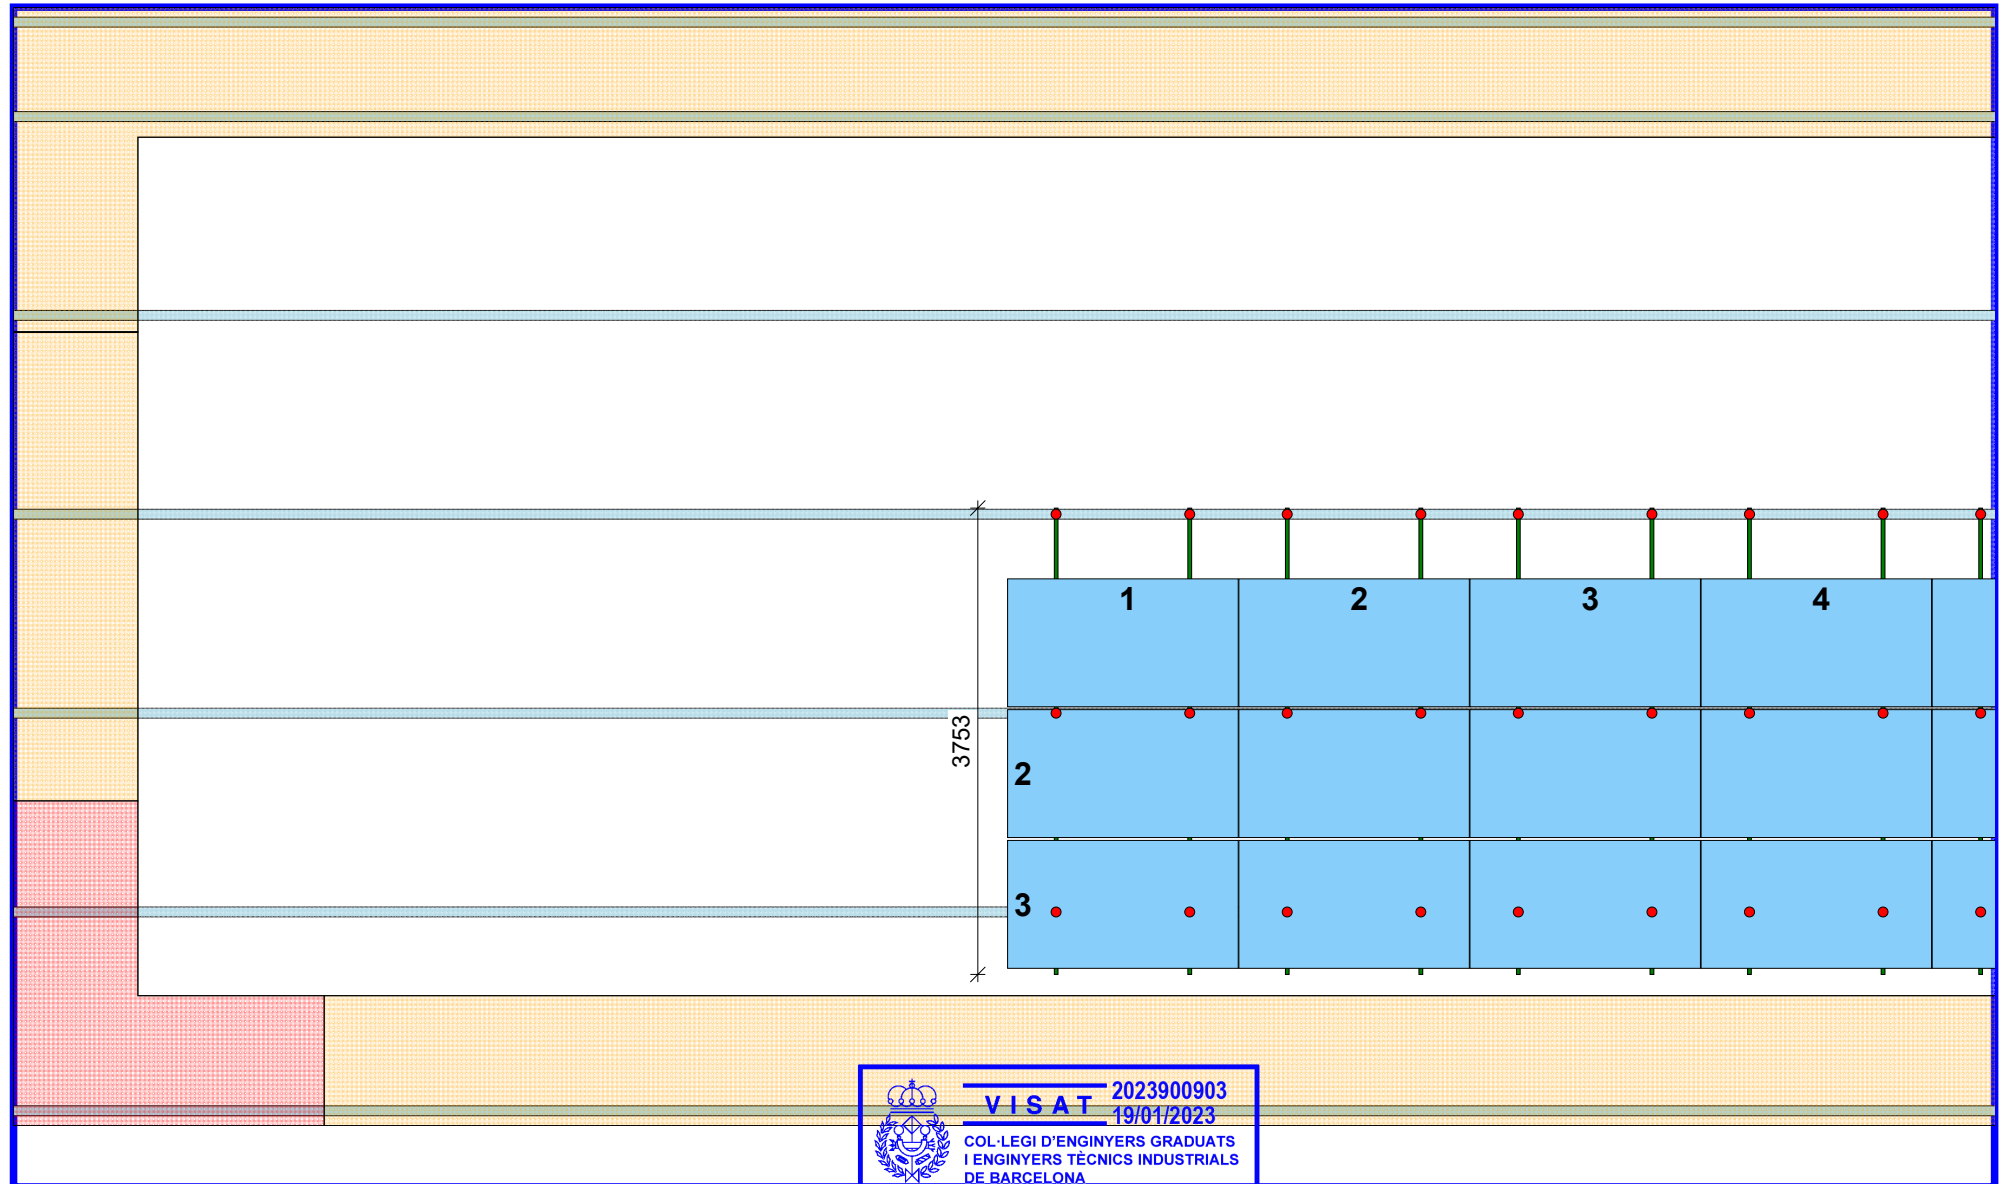 1 2 3 4
3753
2
3
2023900903
VISAT
19/01/2023
COL·LEGI D'ENGINYERS GRADUATS
I ENGINYERS TÈCNICS INDUSTRIALS
DE BARCELONA